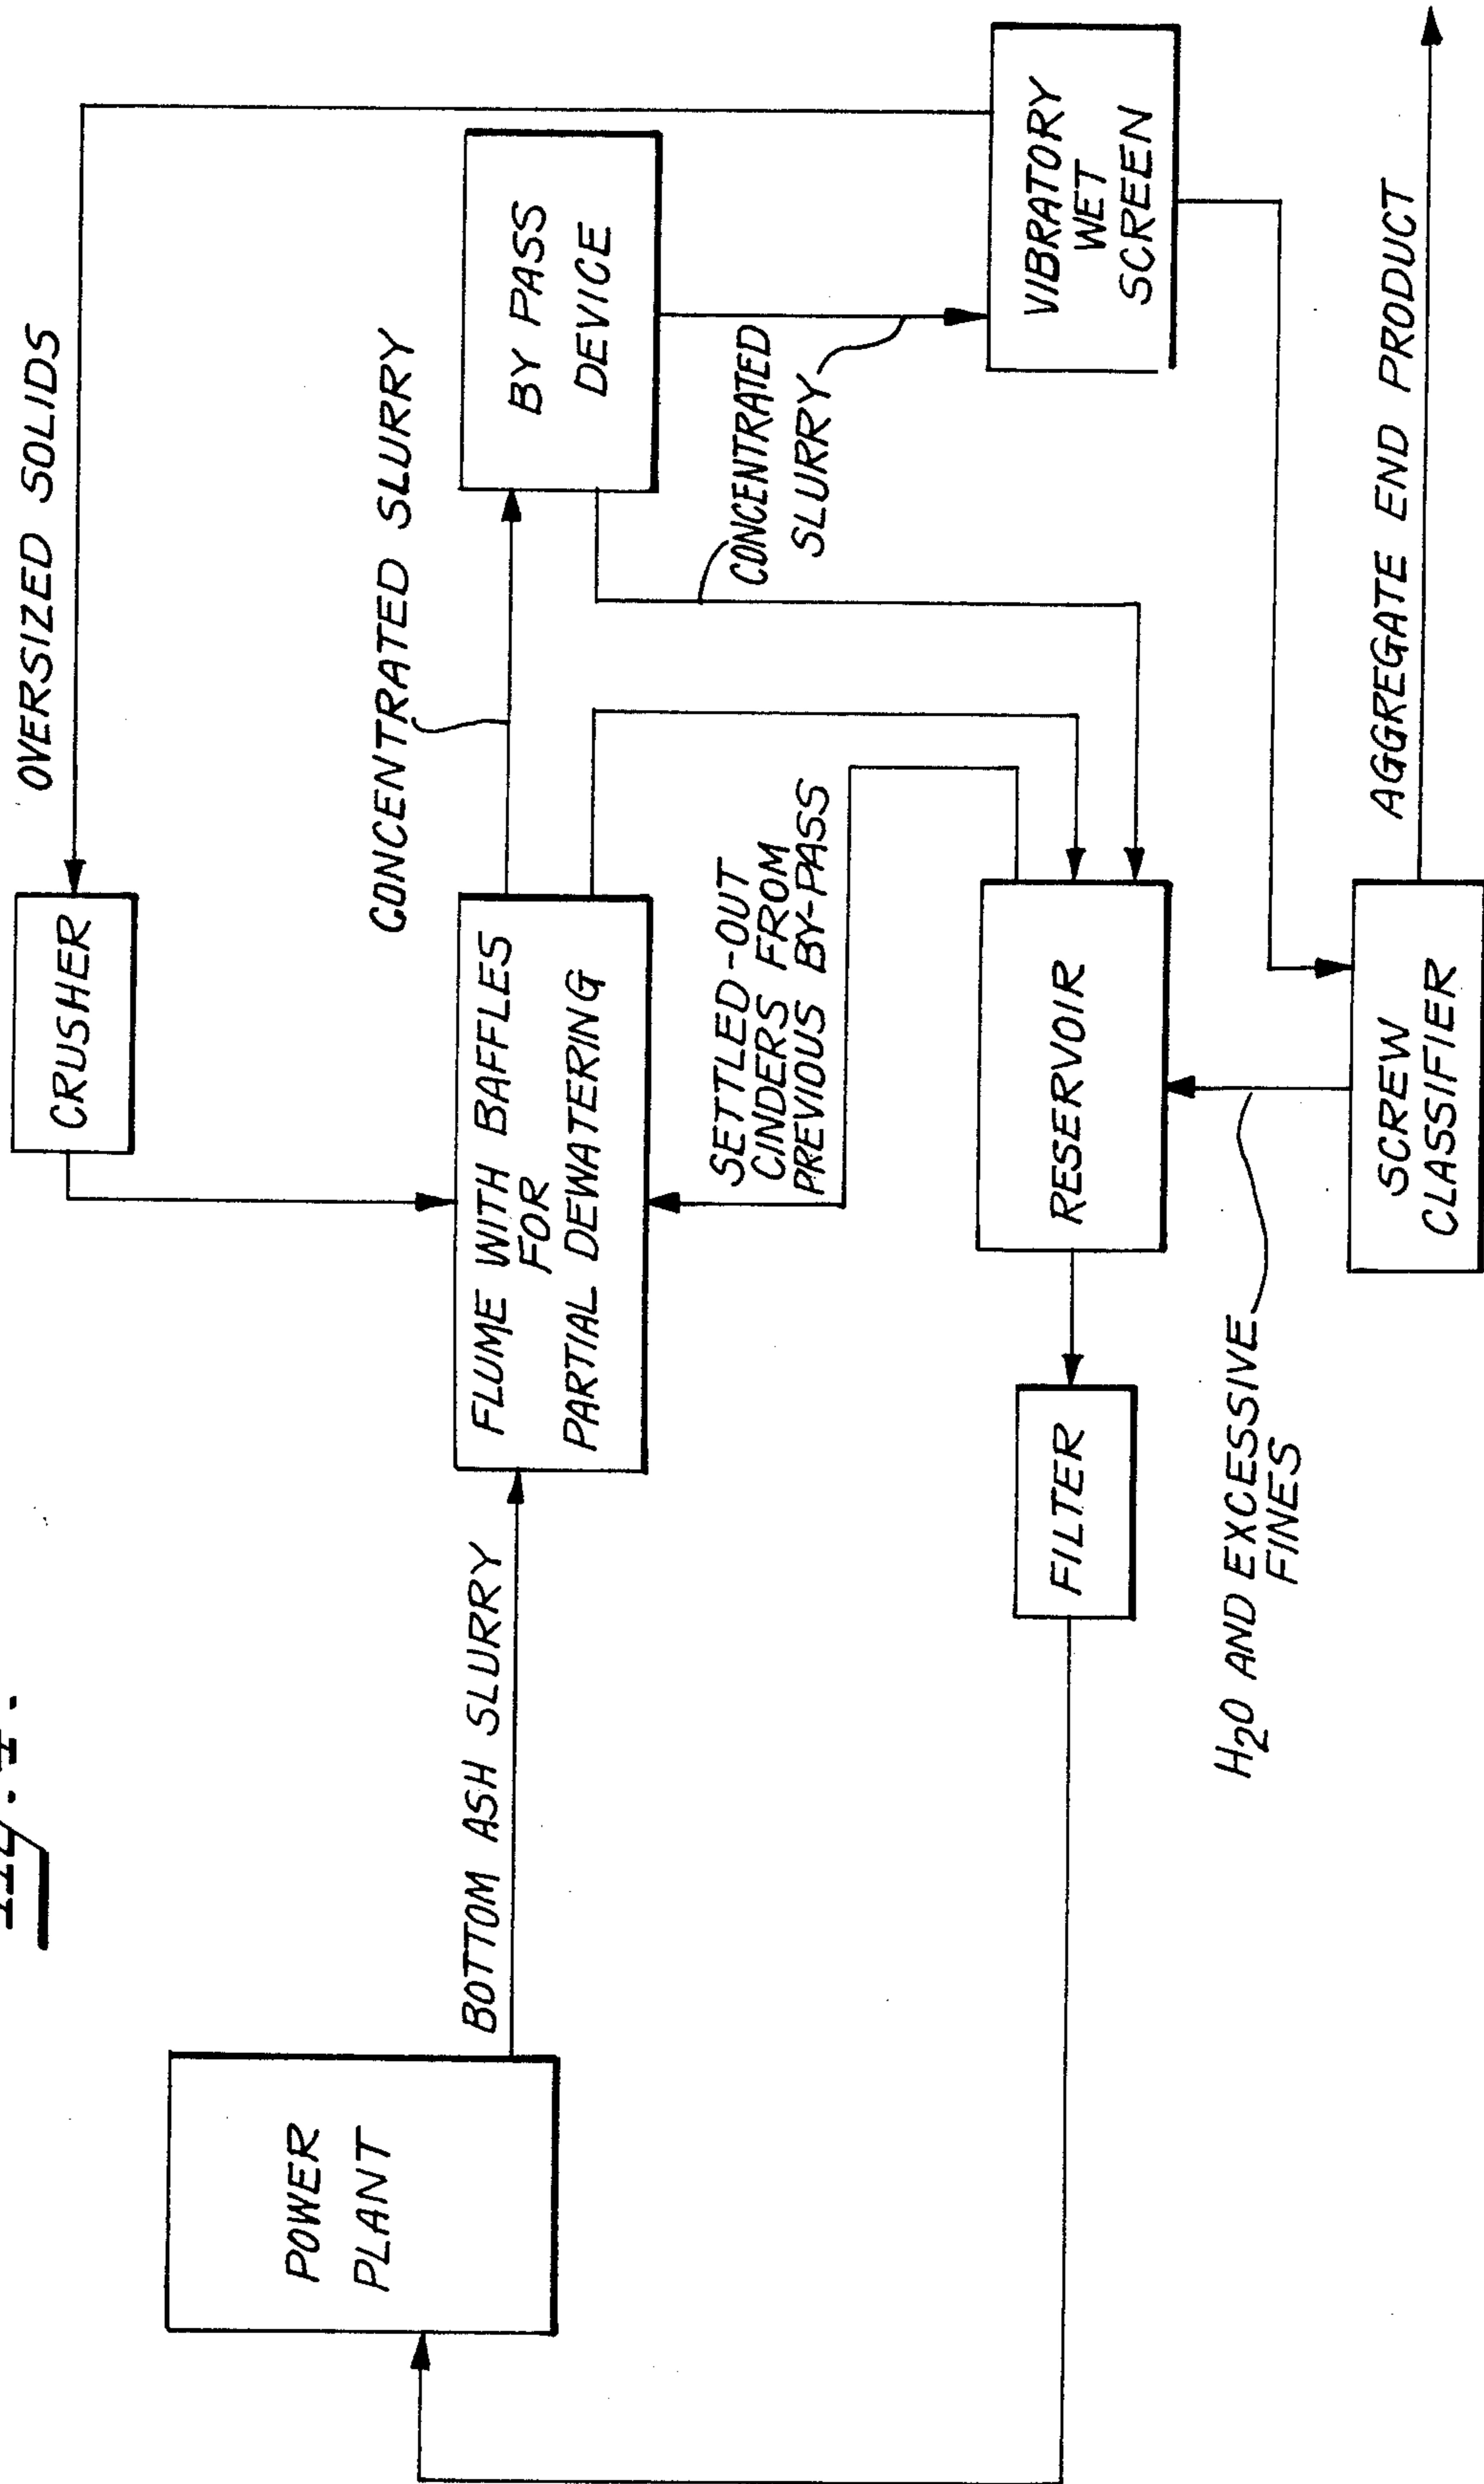 OVERSIZED SOLIDS
CRUSHER
CONCENTRATED SLURRY
BY PASS
DEVICE
POWER
PLANT
BOTTOM ASH SLURRY
FLUME WITH BAFFLES
FOR
PARTIAL DEWATERING
CONCENTRATED
SLURRY
SETTLED-OUT
CINDERS FROM
PREVIOUS BY-PASS
VIBRATORY
WET
SCREEN
FILTER
RESERVOIR
H2O AND EXCESSIVE
FINES
SCREW
CLASSIFIER
AGGREGATE END PRODUCT